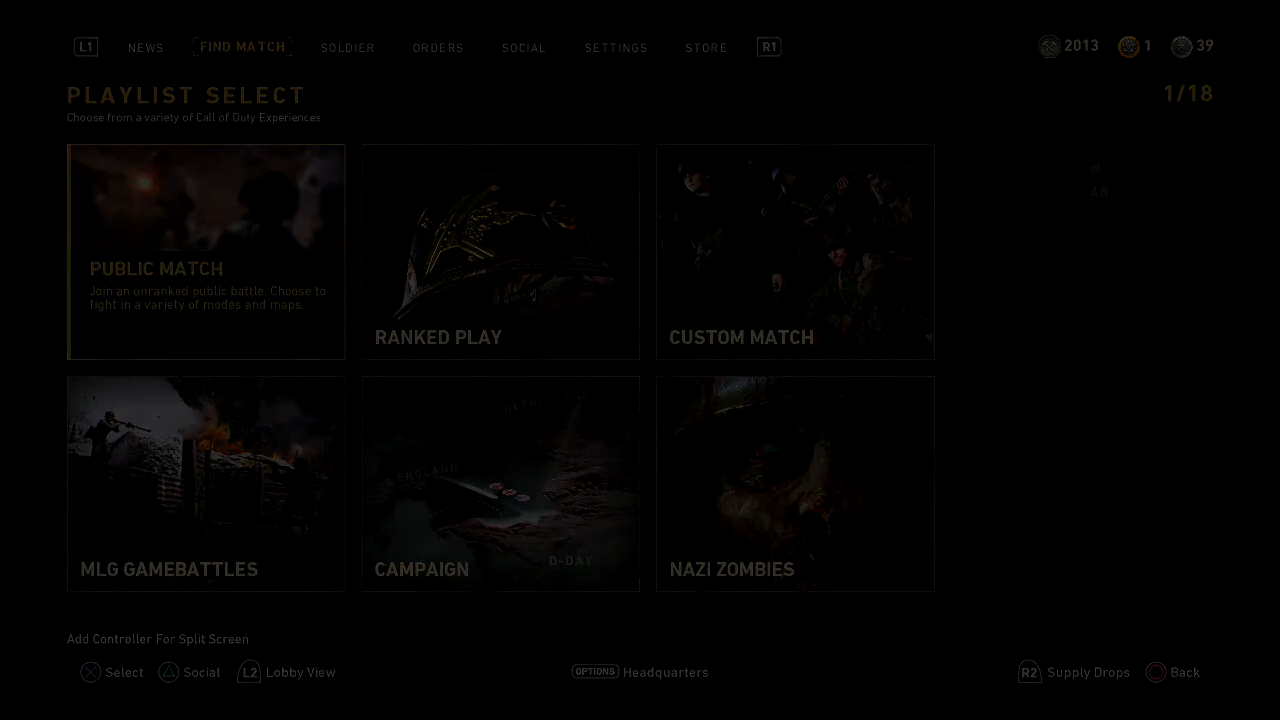 L1 NEWS FIND MATCH SOLDIER ORDERS SOCIAL SETTINGS STORE R1 2013 1 39
PLAYLIST SELECT 1/18
Choose from a variety of Call of Duty Experiences
48
PUBLIC MATCH
Join an unranked public battle. Choose to
fight in a variety of modes and maps.
RANKED PLAY
CUSTOM MATCH
ENGLAND
D-DAY
MLG GAMEBATTLES
CAMPAIGN
NAZI ZOMBIES
Add Controller For Split Screen
Select Social L2 Lobby View OPTIONS Headquarters R2 Supply Drops Back